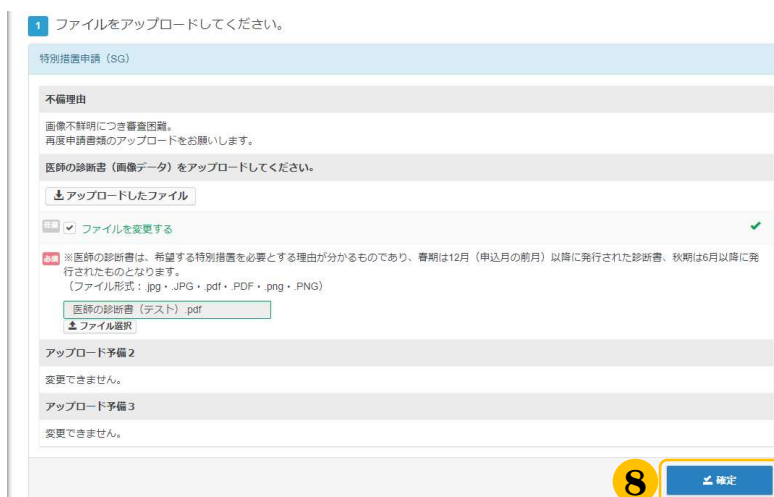 1 ファイルをアップロードしてください。
特別措置申請（SG）
不備理由
画像不鮮明につき審査困難。
再度申請書類のアップロードをお願いします。
医師の診断書（画像データ）をアップロードしてください。
アップロードしたファイル
任意 ファイルを変更する
必須 ※医師の診断書は、希望する特別措置を必要とする理由が分かるものであり、春期は12月（申込月の前月）以降に発行された診断書、秋期は6月以降に発
行されたものとなります。
（ファイル形式：.jpg・.JPG・.pdf・.PDF・.png・.PNG）
医師の診断書（テスト）.pdf
ファイル選択
アップロード予備2
変更できません。
アップロード予備3
変更できません。
8 確定